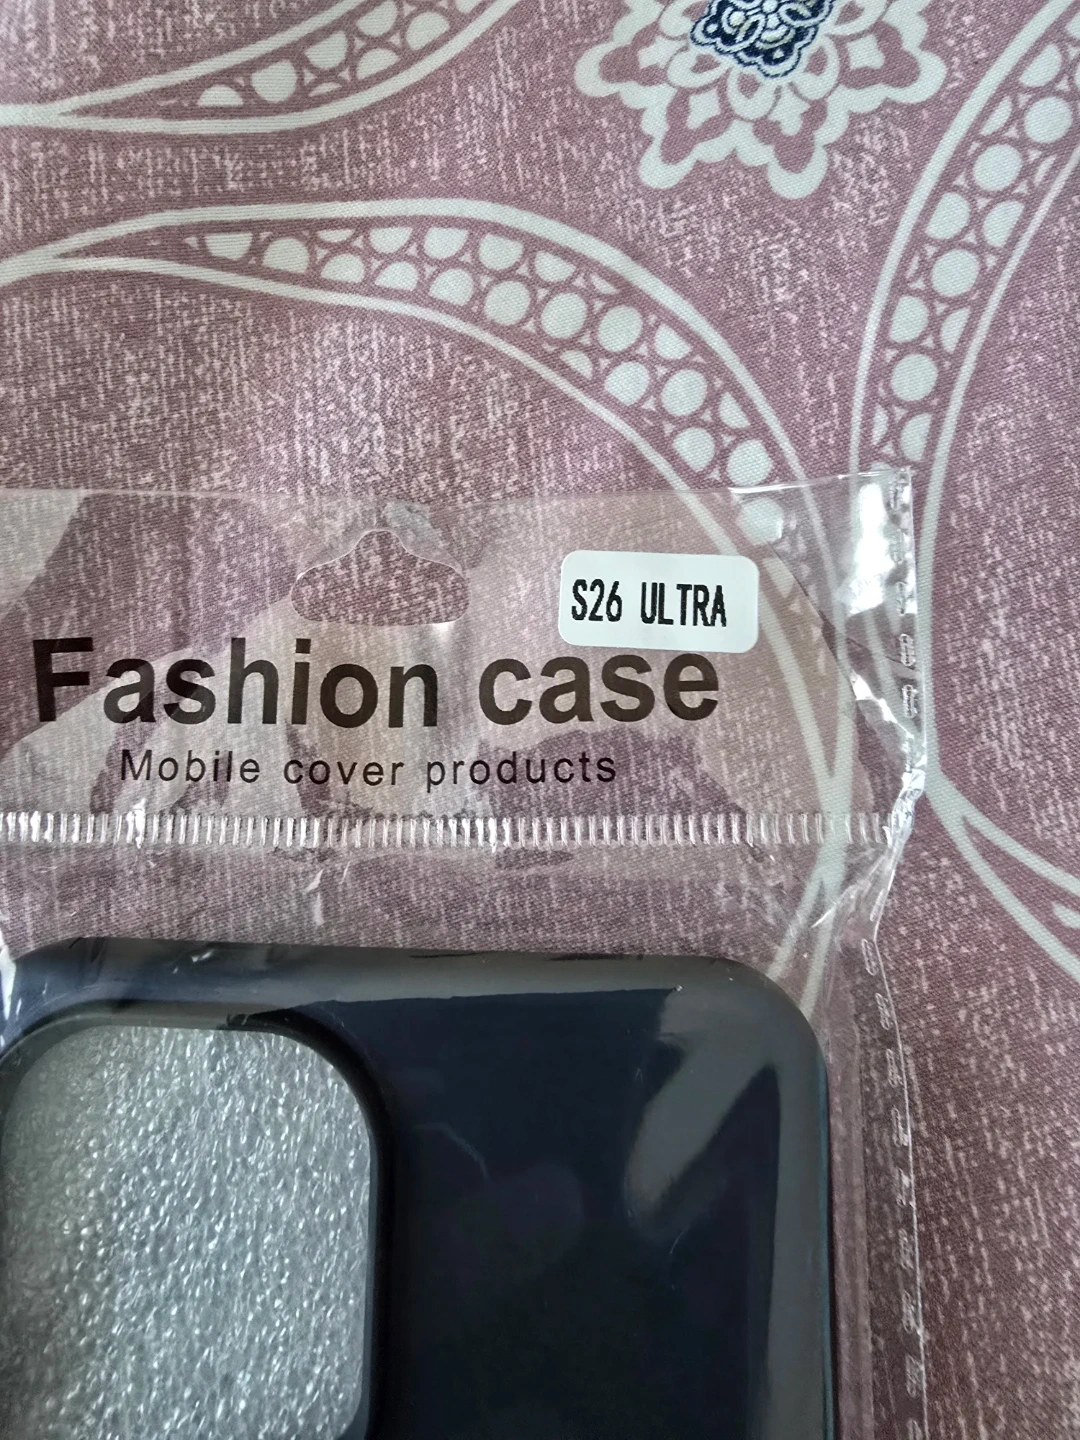 S26 ULTRA
Fashion case
Mobile cover products